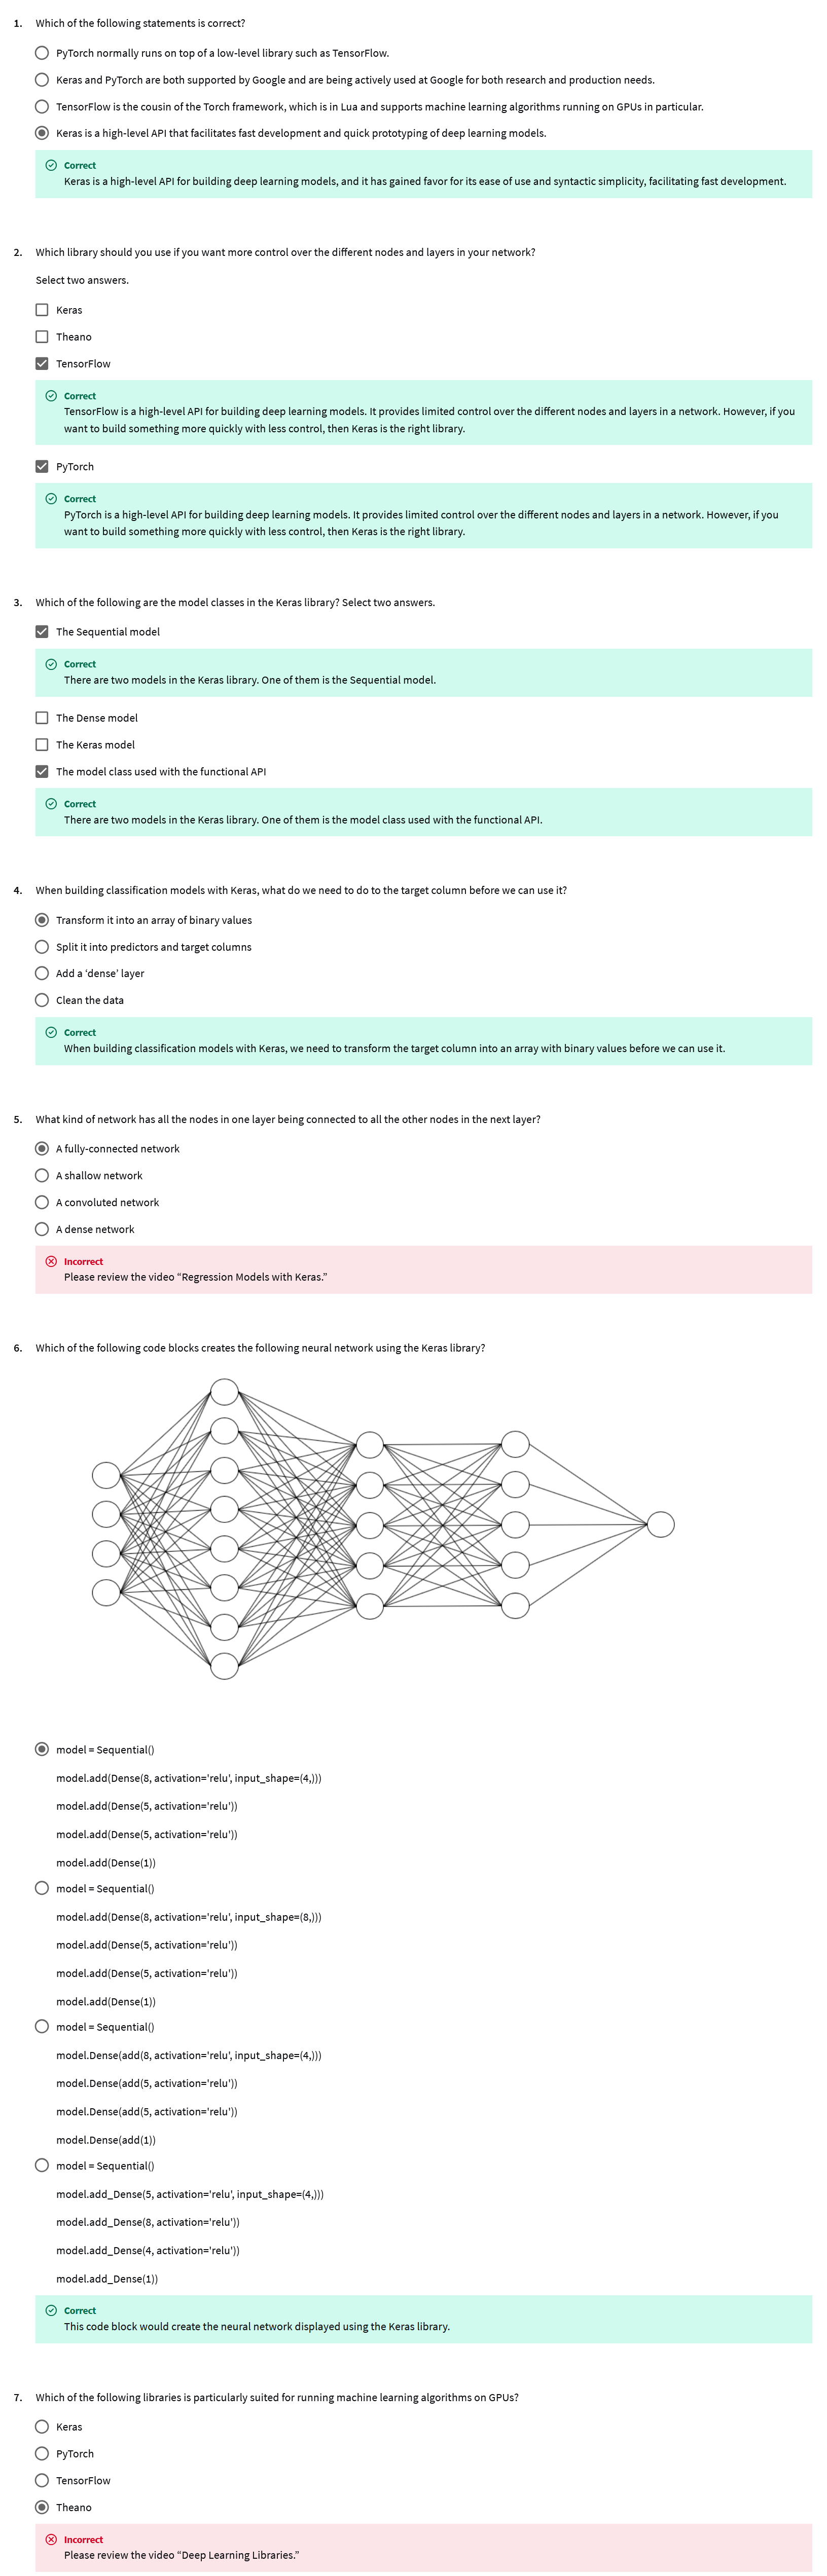 1. Which of the following statements is correct?
PyTorch normally runs on top of a low-level library such as TensorFlow.
Keras and PyTorch are both supported by Google and are being actively used at Google for both research and production needs.
TensorFlow is the cousin of the Torch framework, which is in Lua and supports machine learning algorithms running on GPUs in particular.
Keras is a high-level API that facilitates fast development and quick prototyping of deep learning models.
Correct
Keras is a high-level API for building deep learning models, and it has gained favor for its ease of use and syntactic simplicity, facilitating fast development.
2. Which library should you use if you want more control over the different nodes and layers in your network?
Select two answers.
Keras
Theano
TensorFlow
Correct
TensorFlow is a high-level API for building deep learning models. It provides limited control over the different nodes and layers in a network. However, if you
want to build something more quickly with less control, then Keras is the right library.
PyTorch
Correct
PyTorch is a high-level API for building deep learning models. It provides limited control over the different nodes and layers in a network. However, if you
want to build something more quickly with less control, then Keras is the right library.
3. Which of the following are the model classes in the Keras library? Select two answers.
The Sequential model
Correct
There are two models in the Keras library. One of them is the Sequential model.
The Dense model
The Keras model
The model class used with the functional API
Correct
There are two models in the Keras library. One of them is the model class used with the functional API.
4. When building classification models with Keras, what do we need to do to the target column before we can use it?
Transform it into an array of binary values
Split it into predictors and target columns
Add a ‘dense’ layer
Clean the data
Correct
When building classification models with Keras, we need to transform the target column into an array with binary values before we can use it.
5. What kind of network has all the nodes in one layer being connected to all the other nodes in the next layer?
A fully-connected network
A shallow network
A convoluted network
A dense network
Incorrect
Please review the video “Regression Models with Keras.”
6. Which of the following code blocks creates the following neural network using the Keras library?
model = Sequential()
model.add(Dense(8, activation='relu', input_shape=(4,)))
model.add(Dense(5, activation='relu'))
model.add(Dense(5, activation='relu'))
model.add(Dense(1))
model = Sequential()
model.add(Dense(8, activation='relu', input_shape=(8,)))
model.add(Dense(5, activation='relu'))
model.add(Dense(5, activation='relu'))
model.add(Dense(1))
model = Sequential()
model.Dense(add(8, activation='relu', input_shape=(4,)))
model.Dense(add(5, activation='relu'))
model.Dense(add(5, activation='relu'))
model.Dense(add(1))
model = Sequential()
model.add_Dense(5, activation='relu', input_shape=(4,)))
model.add_Dense(8, activation='relu'))
model.add_Dense(4, activation='relu'))
model.add_Dense(1))
Correct
This code block would create the neural network displayed using the Keras library.
7. Which of the following libraries is particularly suited for running machine learning algorithms on GPUs?
Keras
PyTorch
TensorFlow
Theano
Incorrect
Please review the video “Deep Learning Libraries.”